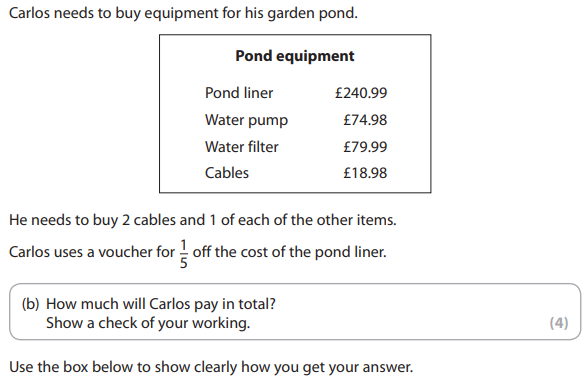 Carlos needs to buy equipment for his garden pond.
Pond equipment
Pond liner £240.99
Water pump £74.98
Water filter £79.99
Cables £18.98
He needs to buy 2 cables and 1 of each of the other items.
Carlos uses a voucher for 1/5 off the cost of the pond liner.
(b) How much will Carlos pay in total?
Show a check of your working. (4)
Use the box below to show clearly how you get your answer.